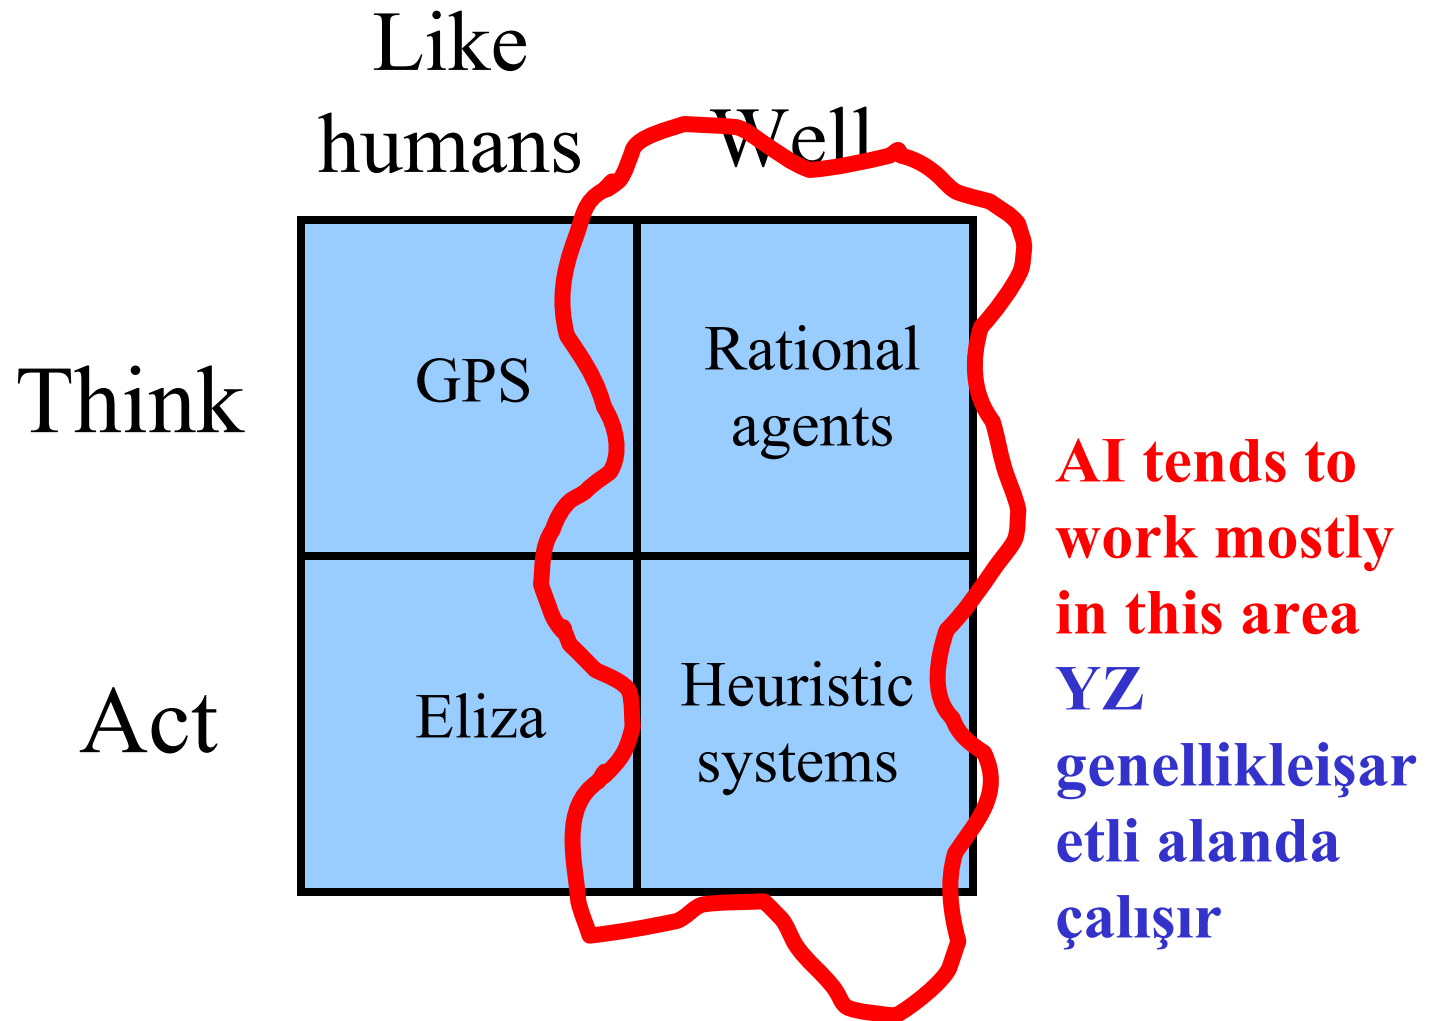 Like
humans
Well
Think
GPS
Rational
agents
Act
Eliza
Heuristic
systems
AI tends to
work mostly
in this area
YZ
genellikleişar
etli alanda
çalışır